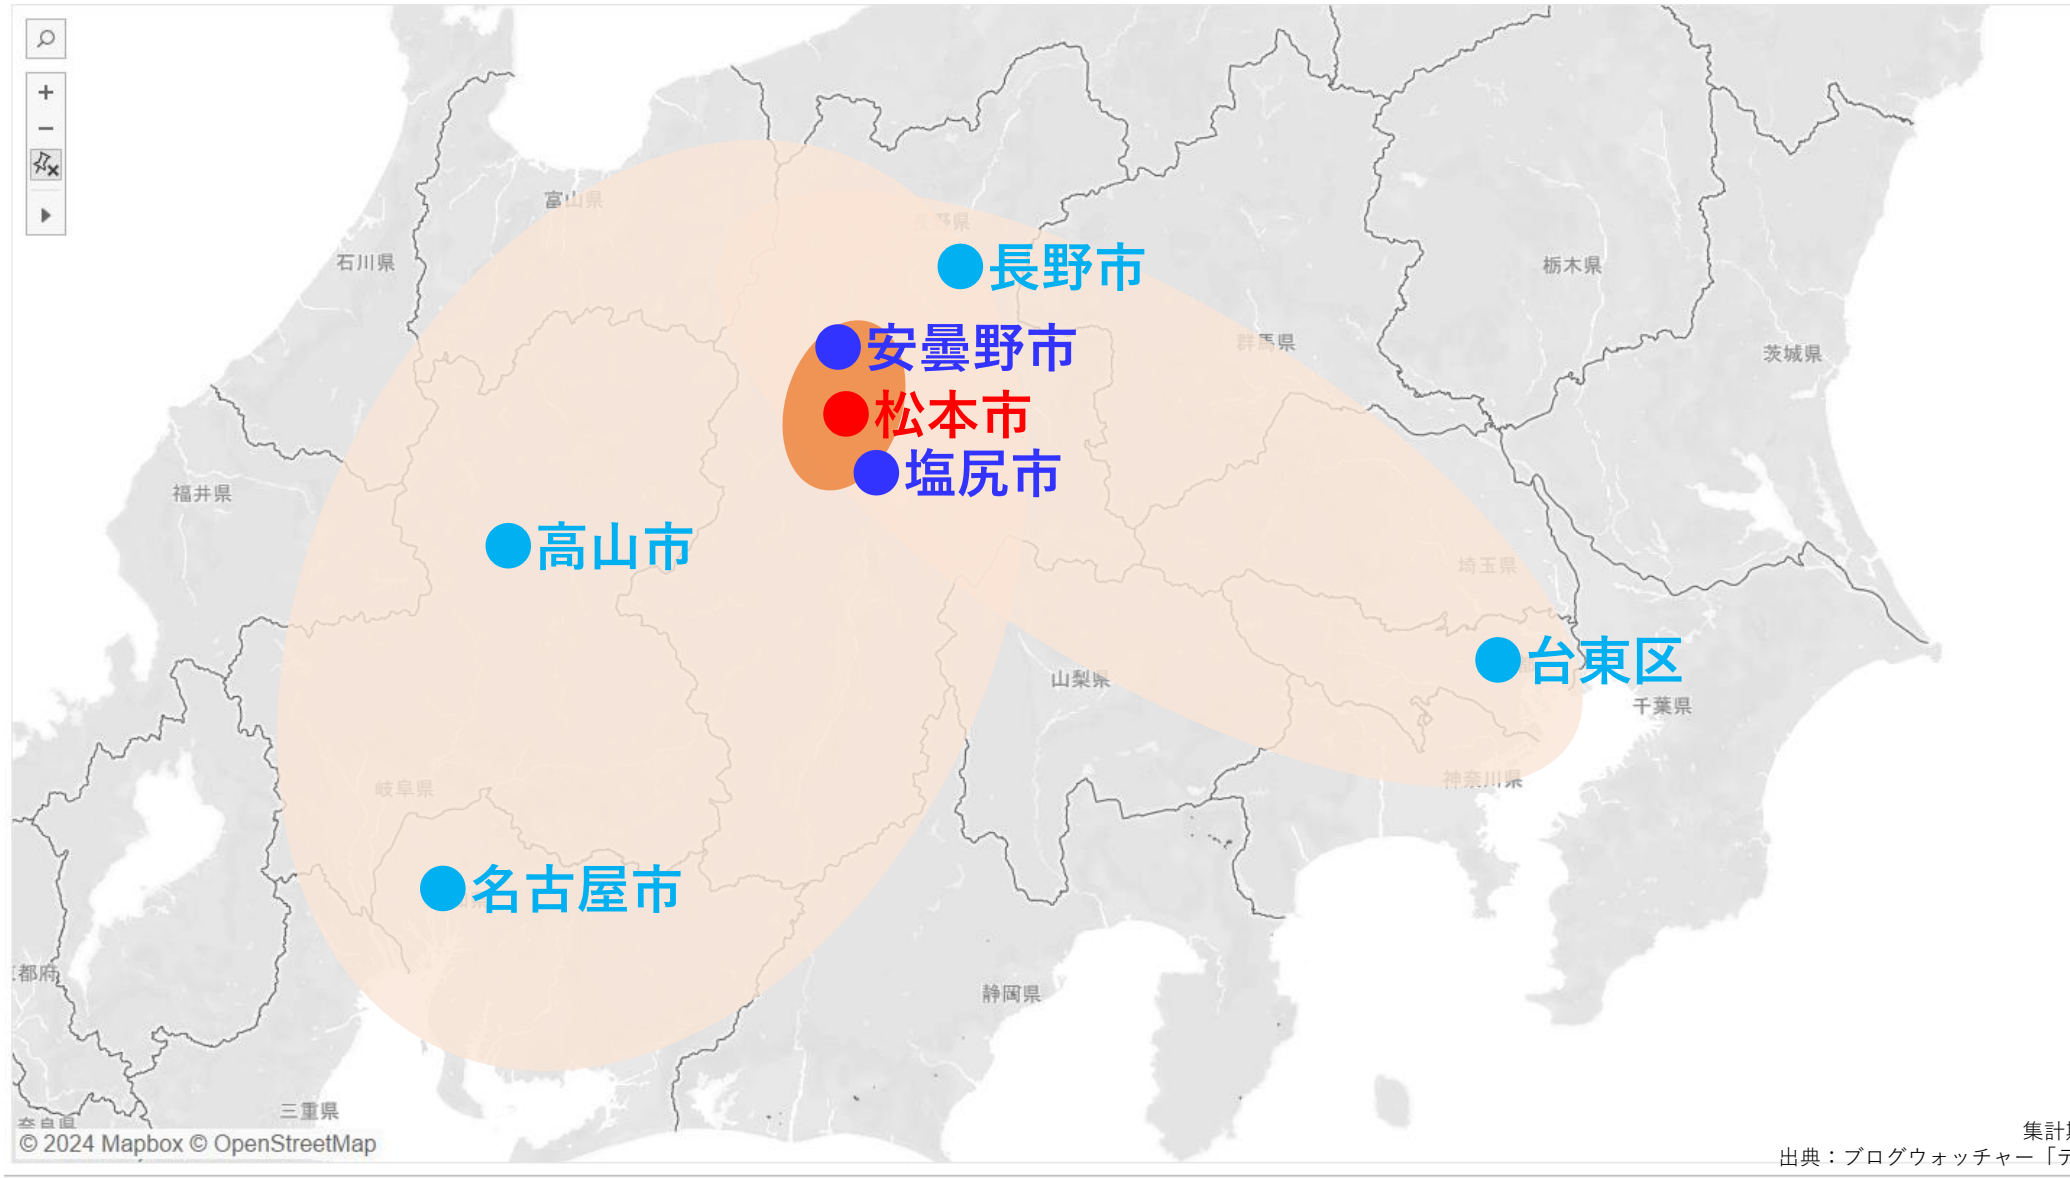 富山県
長野県
石川県
長野市
栃木県
安曇野市
群馬県
茨城県
松本市
塩尻市
福井県
高山市
埼玉県
台東区
山梨県
千葉県
岐阜県
神奈川県
名古屋市
都府
静岡県
三重県
奈良県
© 2024 Mapbox © OpenStreetMap
集計
出典：ブログウォッチャー「デ